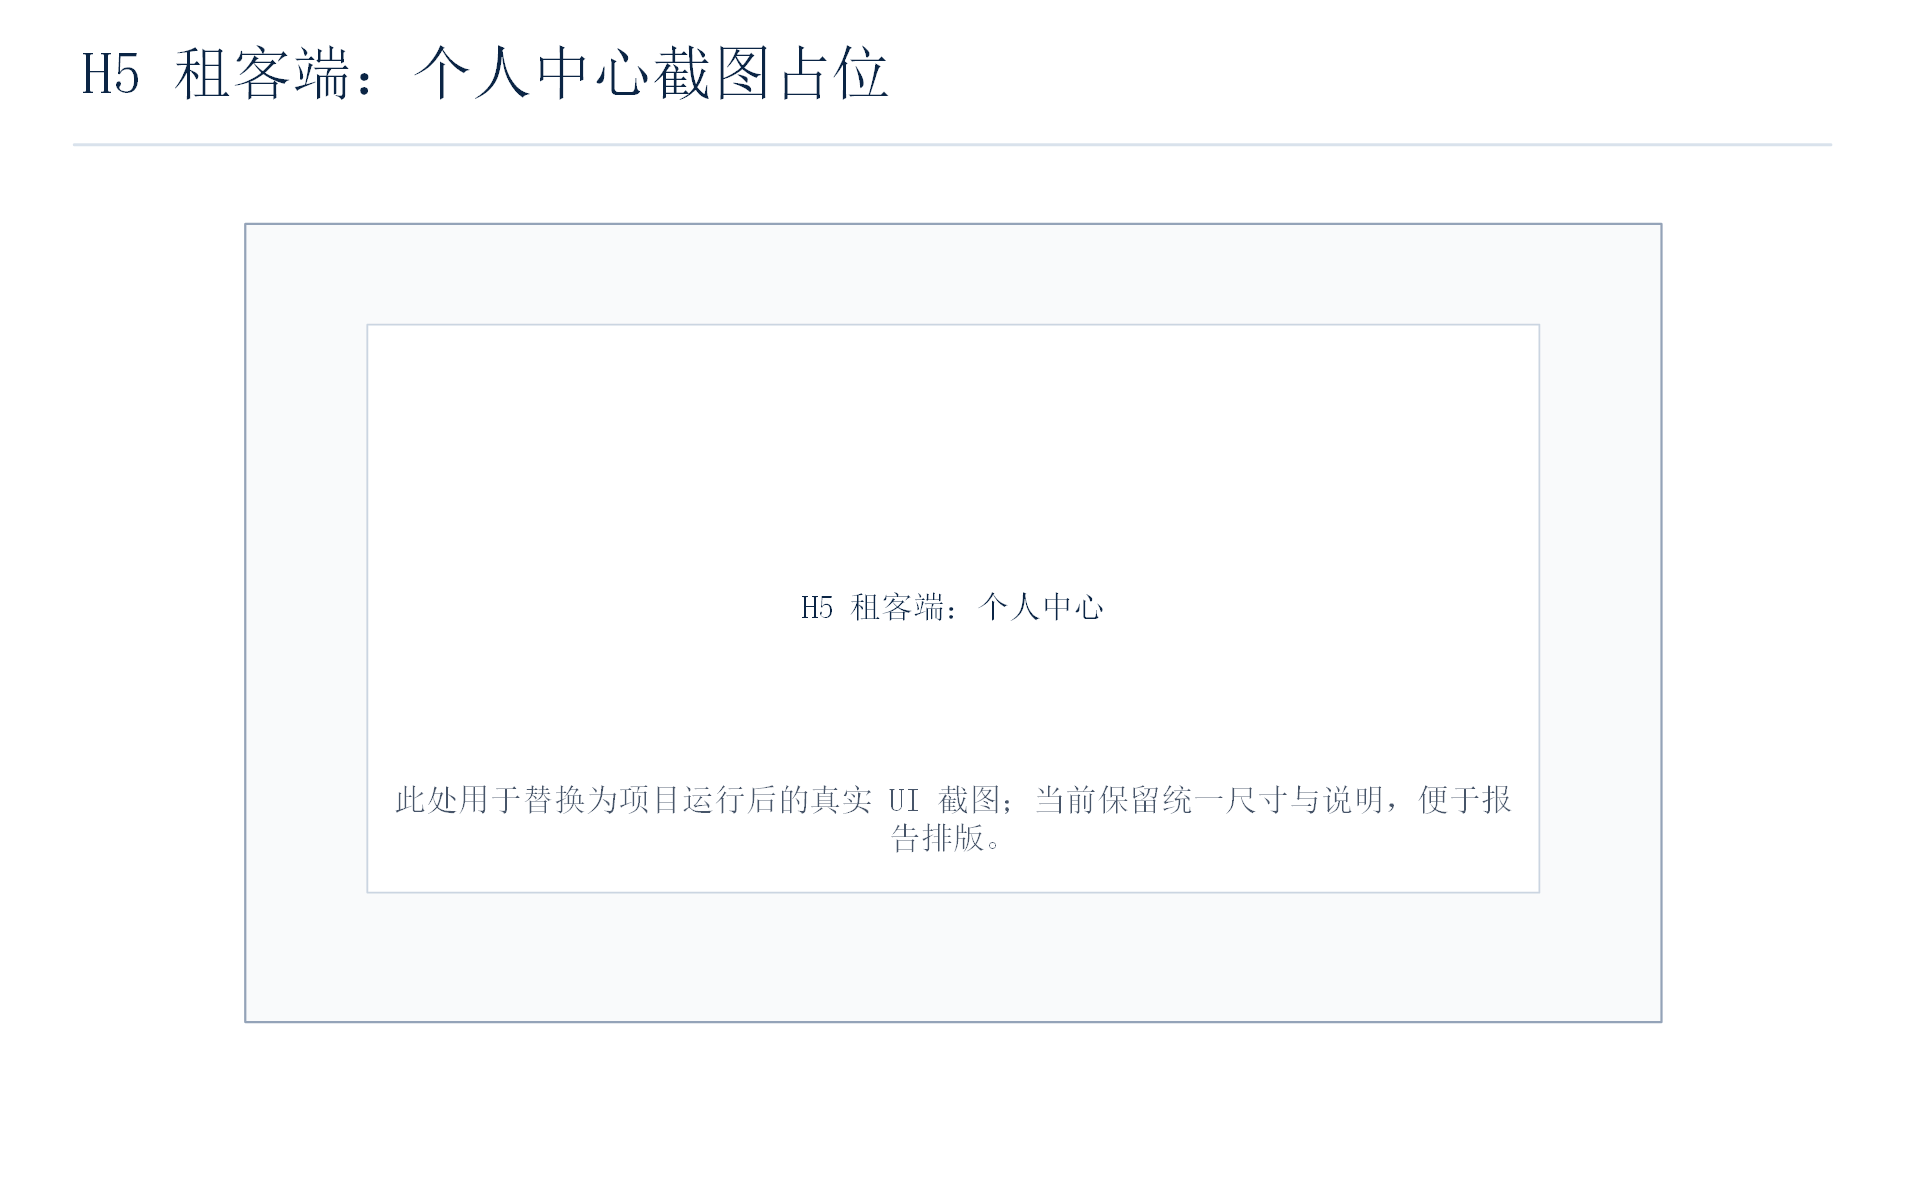 H5 租客端：个人中心截图占位
H5 租客端：个人中心
此处用于替换为项目运行后的真实 UI 截图；当前保留统一尺寸与说明，便于报
告排版。